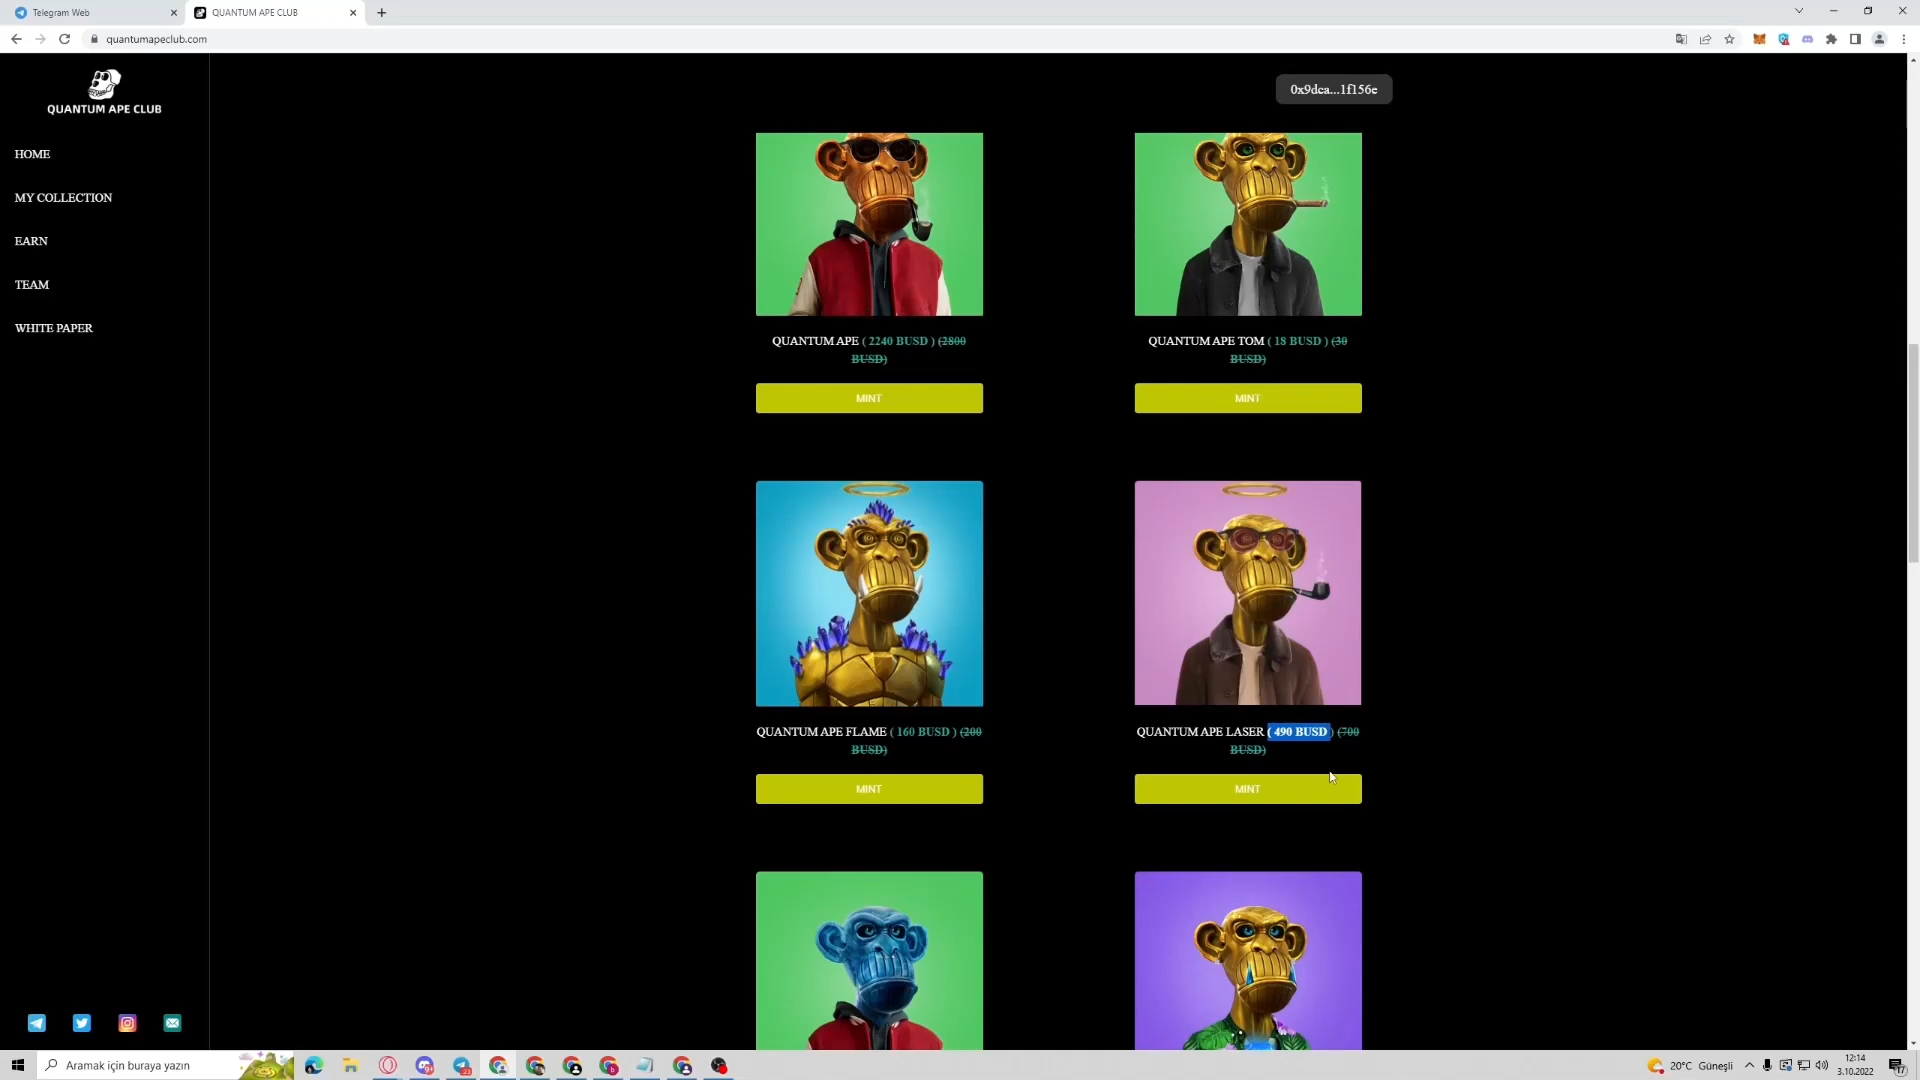 Telegram Web
QUANTUM APE CLUB
quantumapeclub.com
QUANTUM APE CLUB
0x9dca...1f156e
HOME
MY COLLECTION
EARN
TEAM
WHITE PAPER
QUANTUM APE ( 2240 BUSD ) (2800
BUSD)
MINT
QUANTUM APE TOM ( 18 BUSD ) (30
BUSD)
MINT
QUANTUM APE FLAME ( 160 BUSD ) (200
BUSD)
MINT
QUANTUM APE LASER ( 490 BUSD ) (700
BUSD)
MINT
Aramak için buraya yazın
20°C Güneşli
12:14
3.10.2022